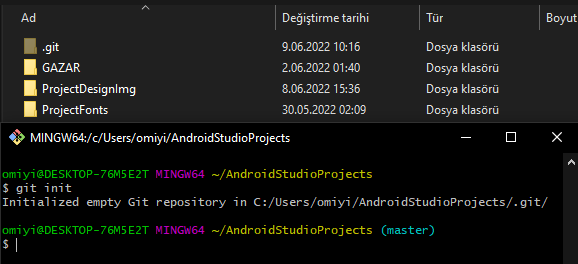 Ad Değiştirme tarihi Tür Boyut
.git 9.06.2022 10:16 Dosya klasörü
GAZAR 2.06.2022 01:40 Dosya klasörü
ProjectDesignImg 8.06.2022 15:36 Dosya klasörü
ProjectFonts 30.05.2022 02:09 Dosya klasörü
MINGW64:/c/Users/omiyi/AndroidStudioProjects
omiyi@DESKTOP-76M5E2T MINGW64 ~/AndroidStudioProjects
$ git init
Initialized empty Git repository in C:/Users/omiyi/AndroidStudioProjects/.git/
omiyi@DESKTOP-76M5E2T MINGW64 ~/AndroidStudioProjects (master)
$